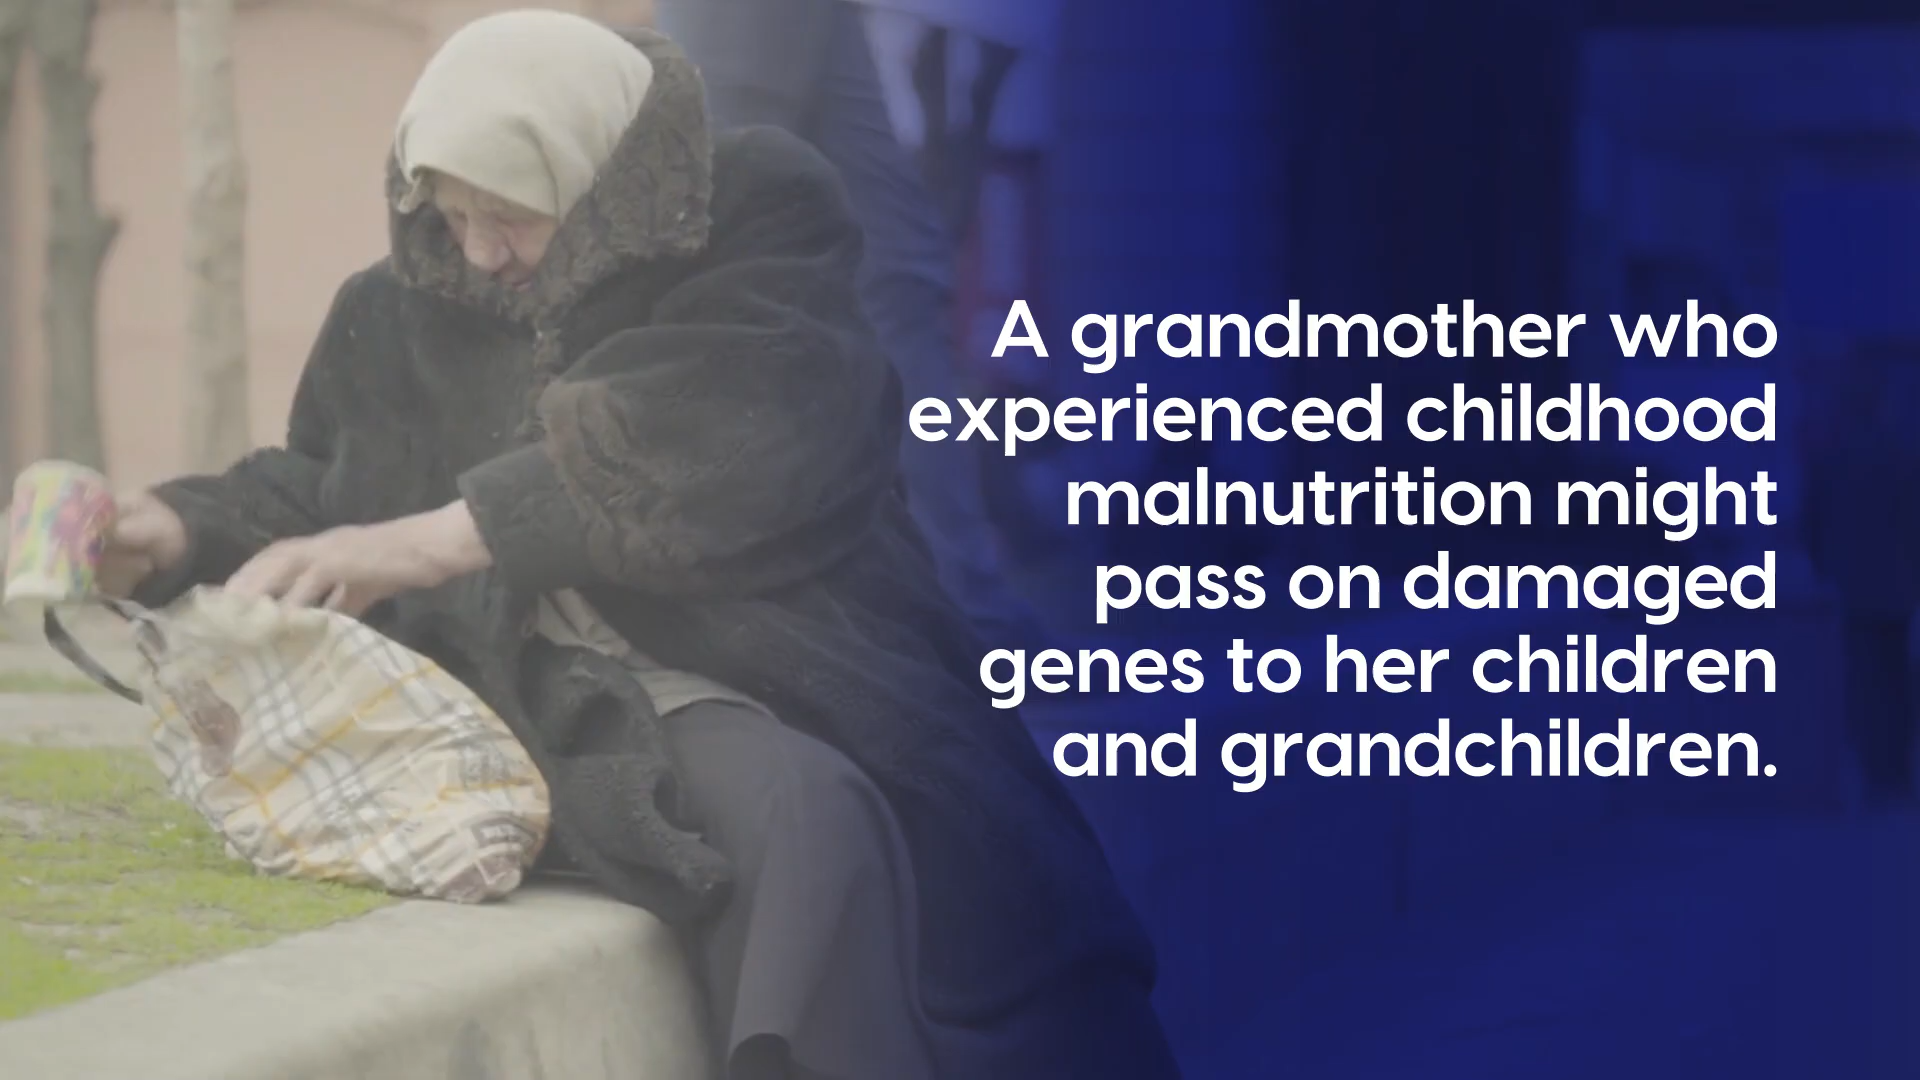 A grandmother who
experienced childhood
malnutrition might
pass on damaged
genes to her children
and grandchildren.